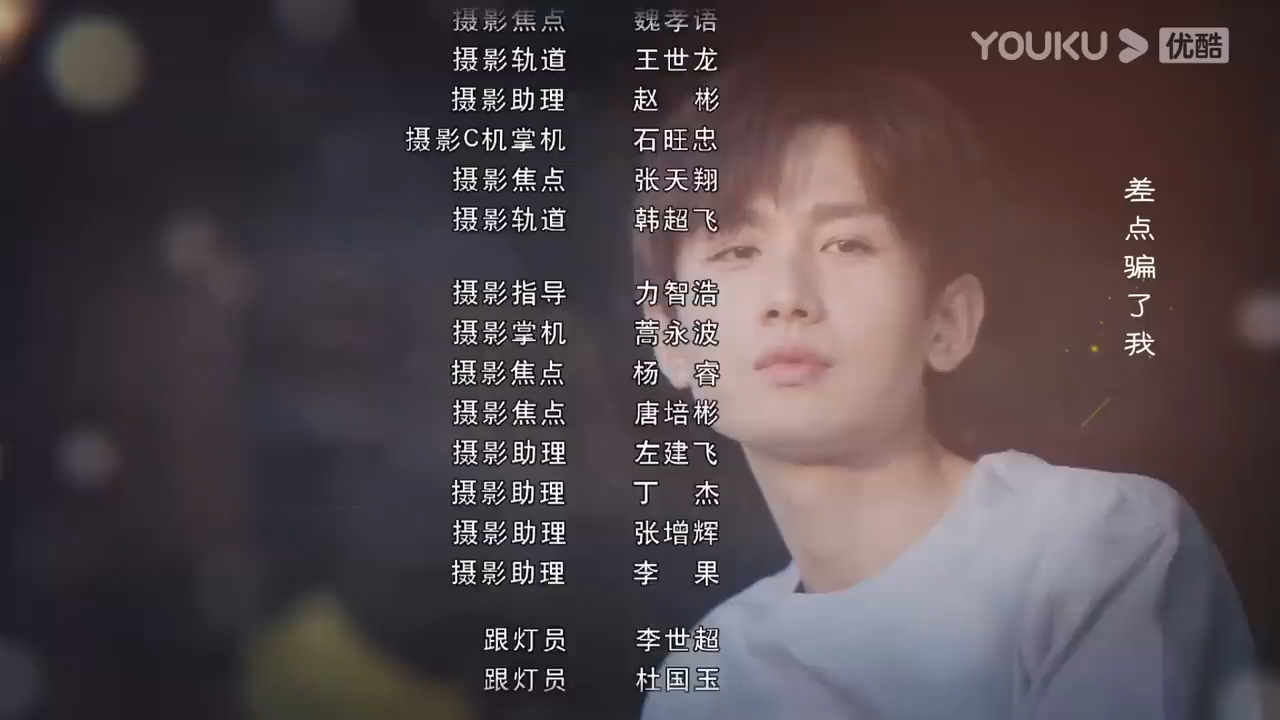 摄影焦点 魏孝语
摄影轨道 王世龙
摄影助理 赵 彬
摄影C机掌机 石旺忠
摄影焦点 张天翔
摄影轨道 韩超飞
摄影指导 力智浩
摄影掌机 蒿永波
摄影焦点 杨 睿
摄影焦点 唐培彬
摄影助理 左建飞
摄影助理 丁 杰
摄影助理 张增辉
摄影助理 李 果
跟灯员 李世超
跟灯员 杜国玉
YOUKU 优酷
差点骗了我